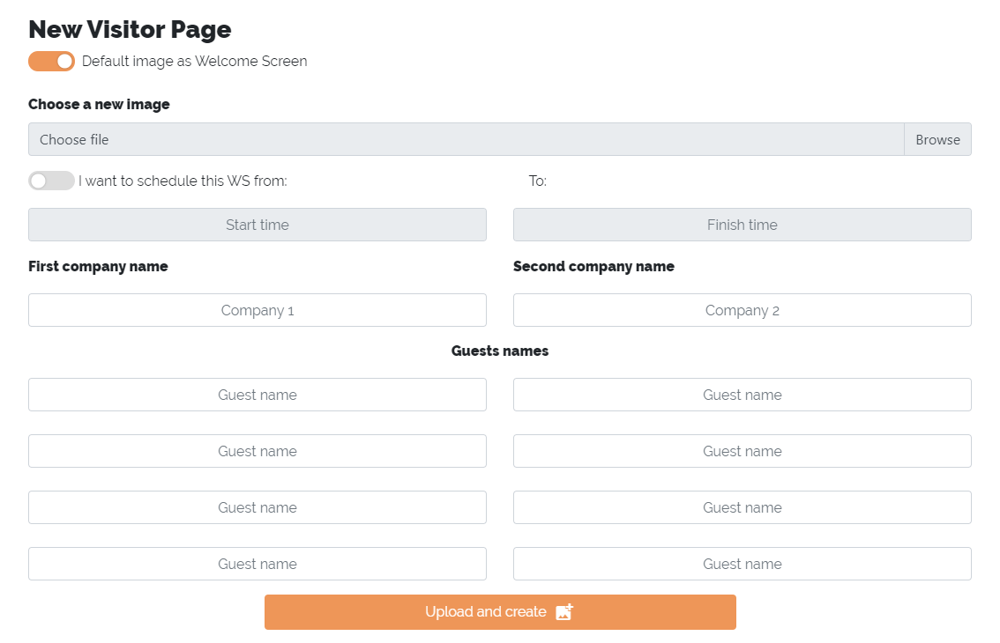 New Visitor Page
Default image as Welcome Screen
Choose a new image
Choose file Browse
I want to schedule this WS from: To:
Start time Finish time
First company name Second company name
Company 1 Company 2
Guests names
Guest name Guest name
Guest name Guest name
Guest name Guest name
Guest name Guest name
Upload and create